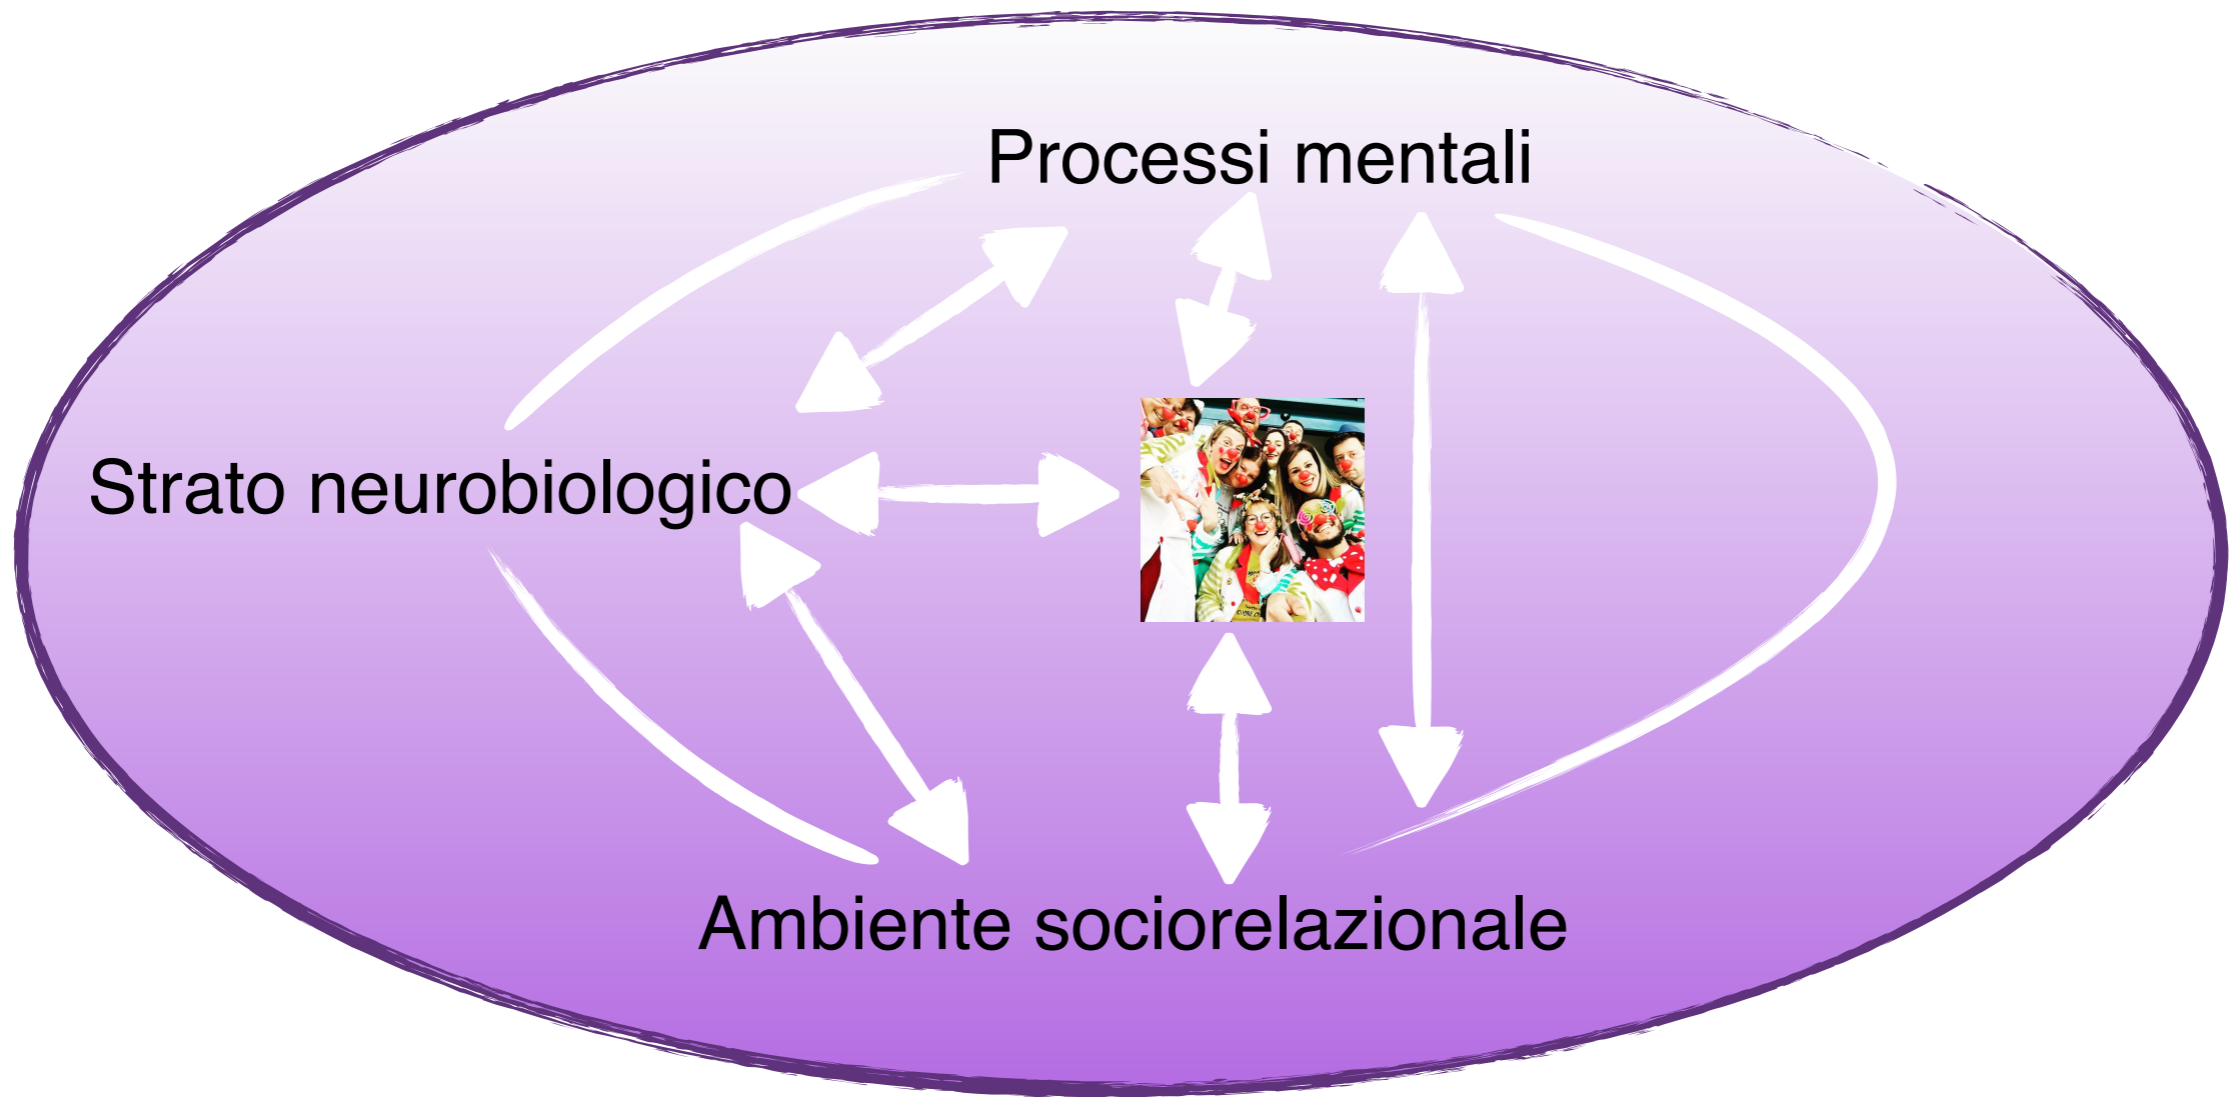 Processi mentali
Strato neurobiologico
Ambiente sociorelazionale